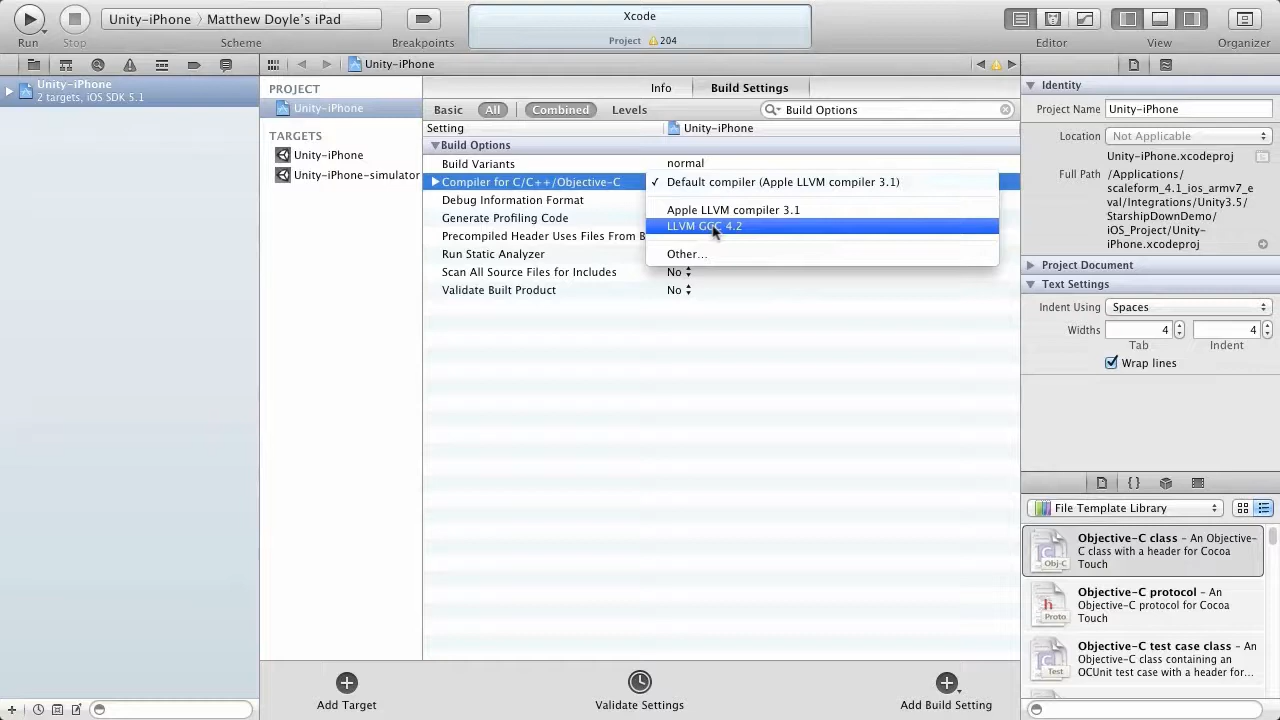 Unity-iPhone
Matthew Doyle's iPad
Xcode
Project
204
Run
Stop
Scheme
Breakpoints
Editor
View
Organizer
Unity-iPhone
2 targets, iOS SDK 5.1
Unity-iPhone
PROJECT
Unity-iPhone
TARGETS
Unity-iPhone
Unity-iPhone-simulator
Info
Build Settings
Basic
All
Combined
Levels
Build Options
Setting
Unity-iPhone
Build Options
Build Variants
normal
Compiler for C/C++/Objective-C
Default compiler (Apple LLVM compiler 3.1)
Debug Information Format
Apple LLVM compiler 3.1
Generate Profiling Code
LLVM GCC 4.2
Precompiled Header Uses Files From B
Run Static Analyzer
Other...
Scan All Source Files for Includes
No
Validate Built Product
No
Add Target
Validate Settings
Add Build Setting
Identity
Project Name
Unity-iPhone
Location
Not Applicable
Unity-iPhone.xcodeproj
Full Path
/Applications/
scaleform_4.1_ios_armv7_e
val/Integrations/Unity3.5/
StarshipDownDemo/
iOS_Project/Unity-
iPhone.xcodeproj
Project Document
Text Settings
Indent Using
Spaces
Widths
4
4
Tab
Indent
Wrap lines
{}
File Template Library
Obj-C
Objective-C class - An Objective-
C class with a header for Cocoa
Touch
Proto
Objective-C protocol - An
Objective-C protocol for Cocoa
Touch
Test
Objective-C test case class - An
Objective-C class containing an
OCUnit test case with a header for...